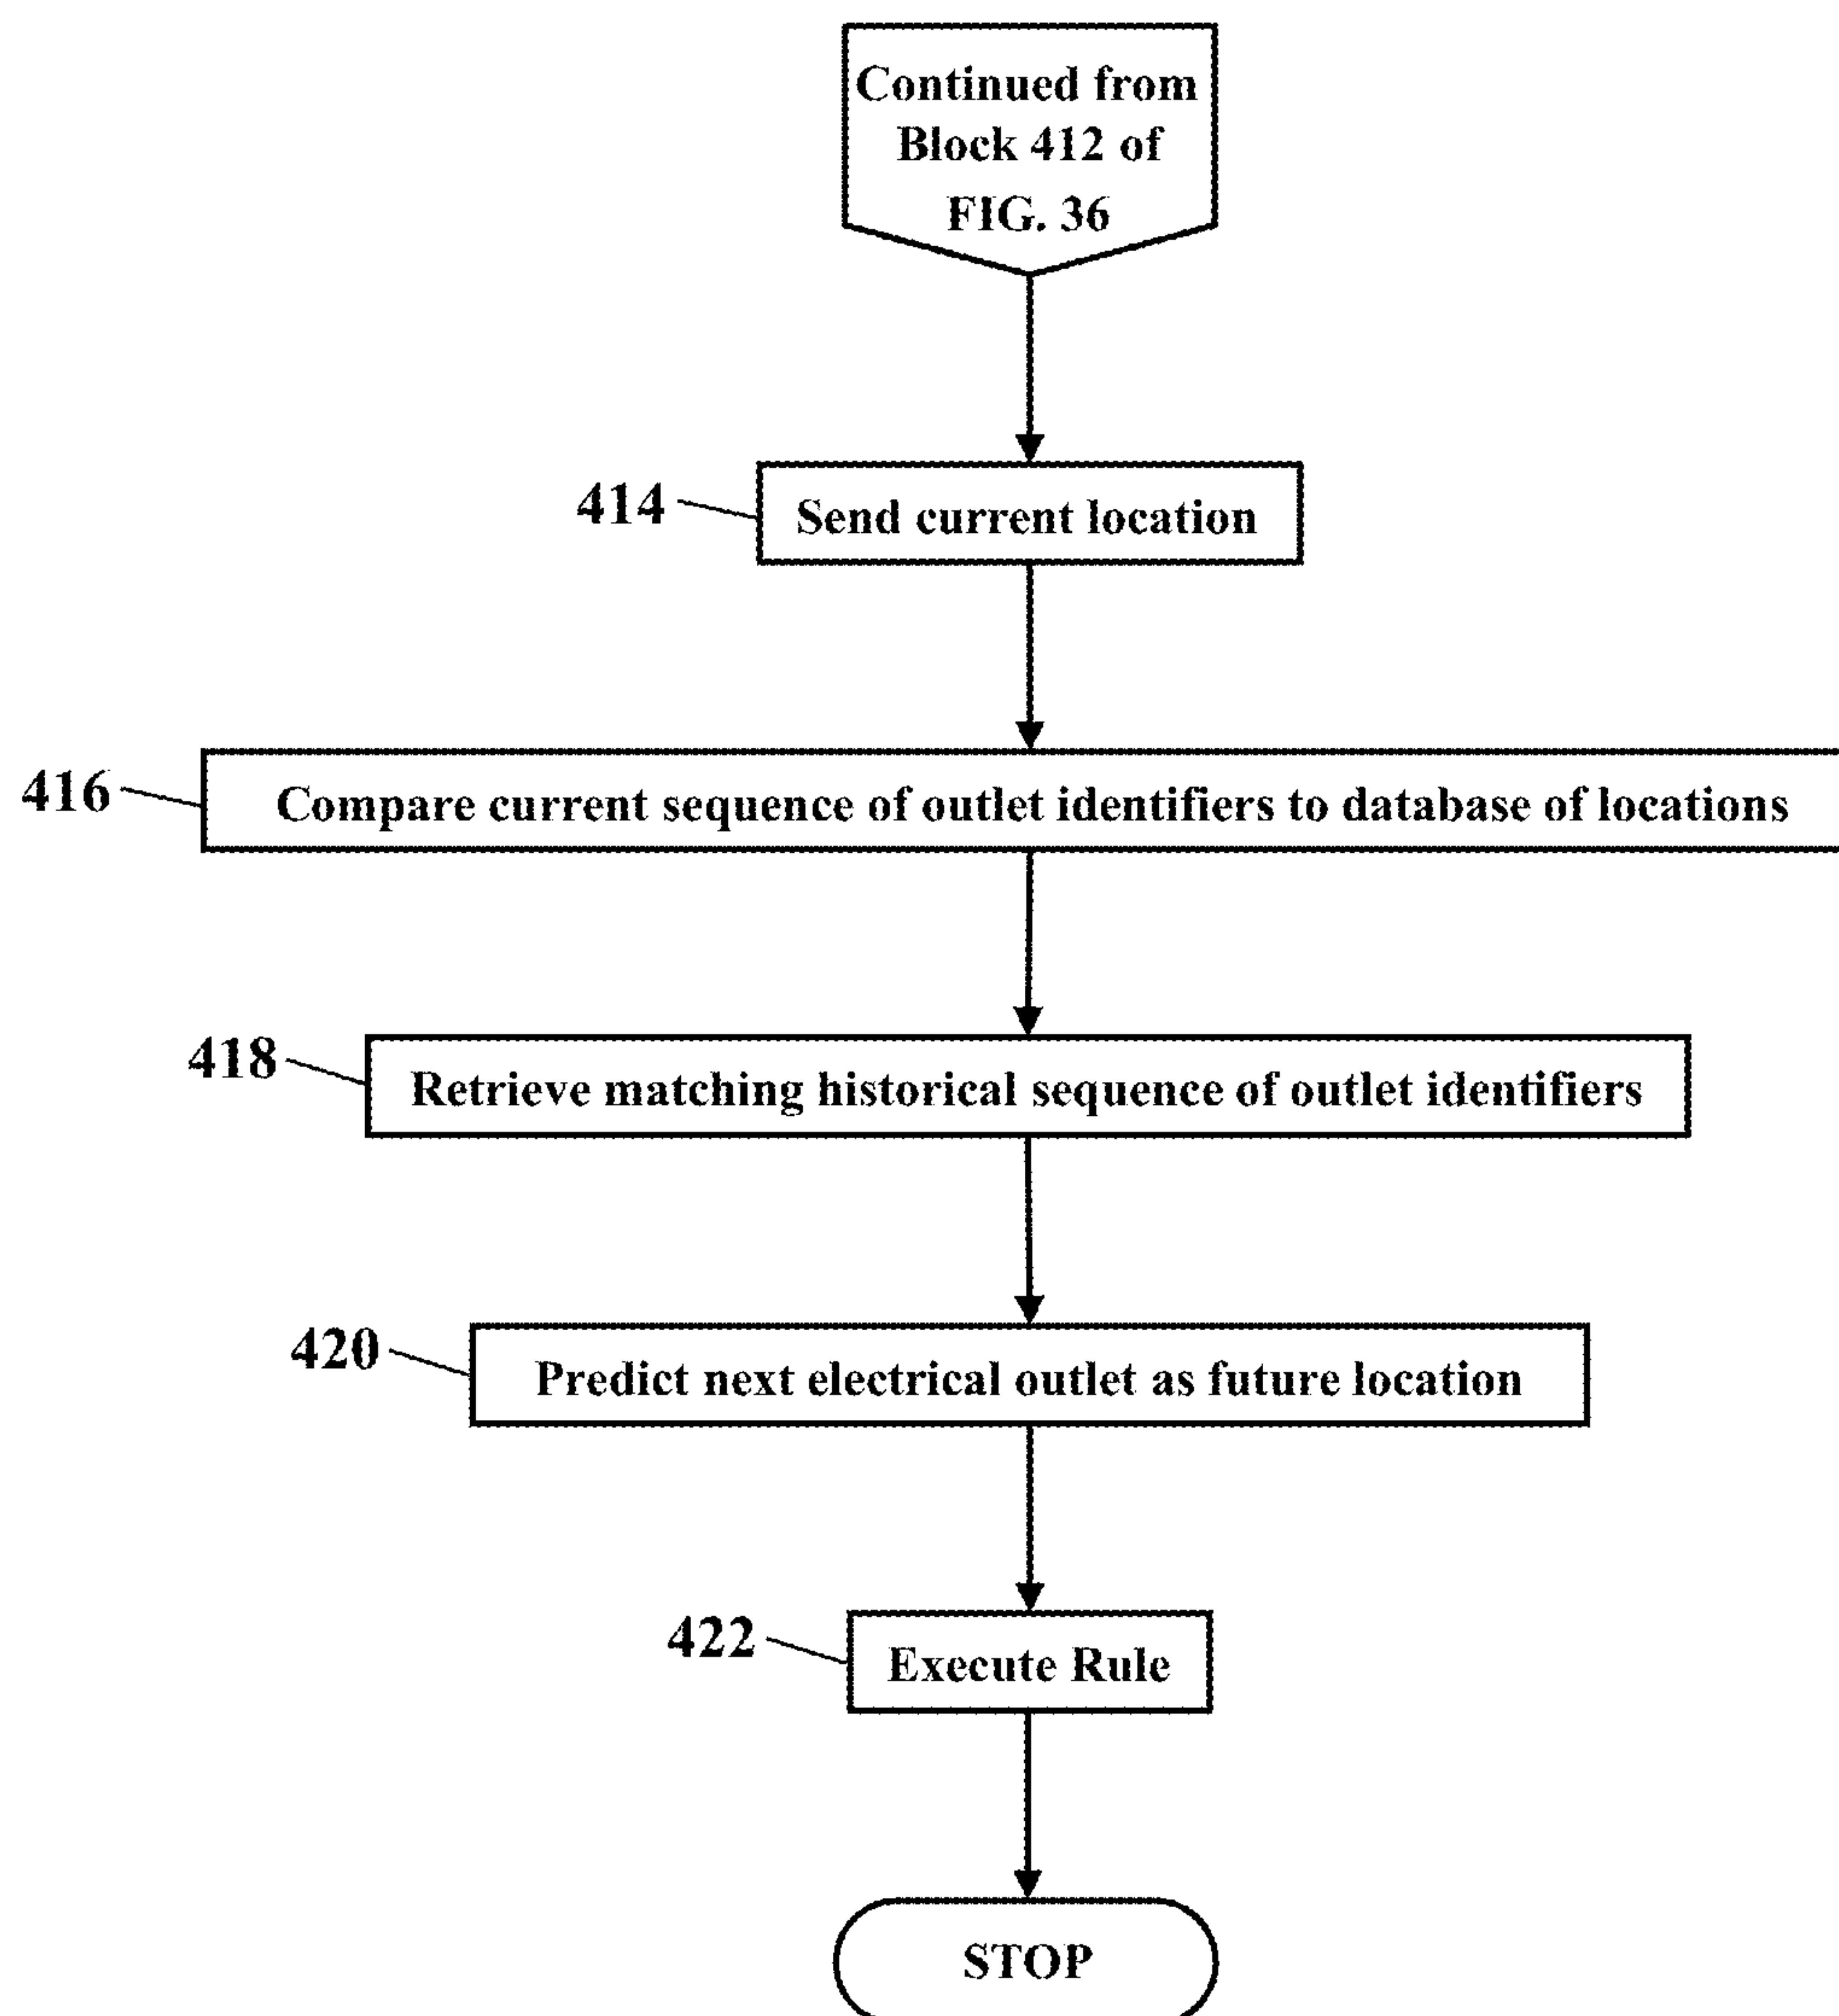 Continued from
Block 412 of
FIG. 36
414
Send current location
416
Compare current sequence of outlet identifiers to database of locations
418
Retrieve matching historical sequence of outlet identifiers
420
Predict next electrical outlet as future location
422
Execute Rule
STOP